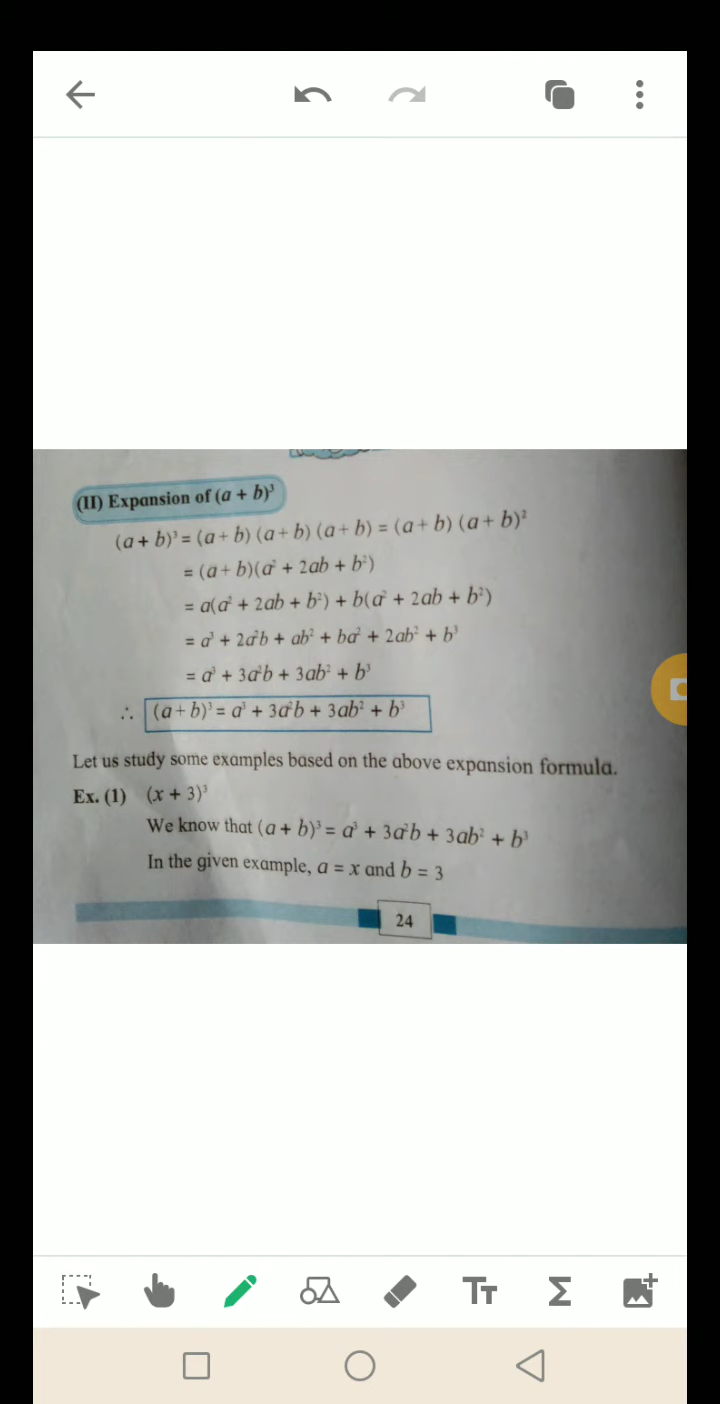 (II) Expansion of (a + b)³
(a + b)³ = (a + b) (a + b) (a + b) = (a + b) (a + b)²
= (a + b)(a² + 2ab + b²)
= a(a² + 2ab + b²) + b(a² + 2ab + b²)
= a³ + 2a²b + ab² + ba² + 2ab² + b³
= a³ + 3a²b + 3ab² + b³
∴ (a + b)³ = a³ + 3a²b + 3ab² + b³
Let us study some examples based on the above expansion formula.
Ex. (1) (x + 3)³
We know that (a + b)³ = a³ + 3a²b + 3ab² + b³
In the given example, a = x and b = 3
24
TT
Σ